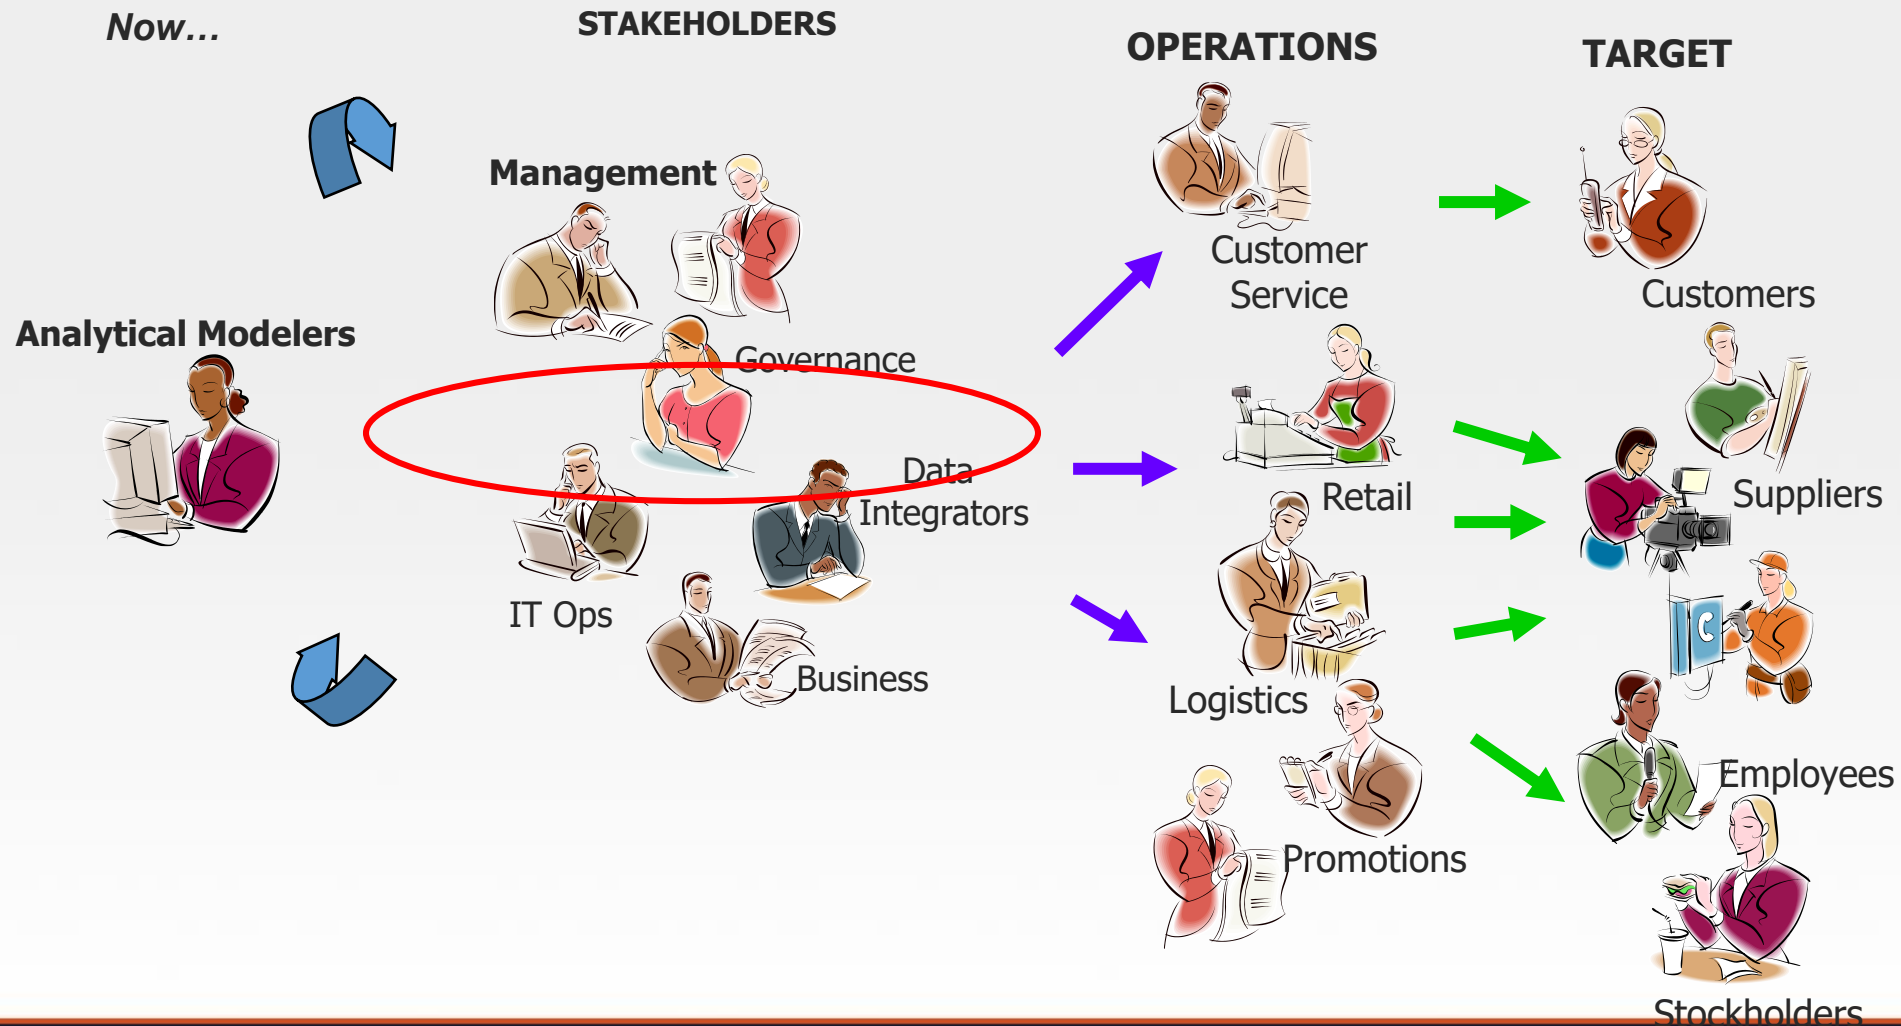 Now...
STAKEHOLDERS
OPERATIONS
TARGET
Management
Analytical Modelers
Governance
Data
Integrators
IT Ops
Business
Customer
Service
Retail
Logistics
Promotions
Customers
Suppliers
Employees
Stockholders